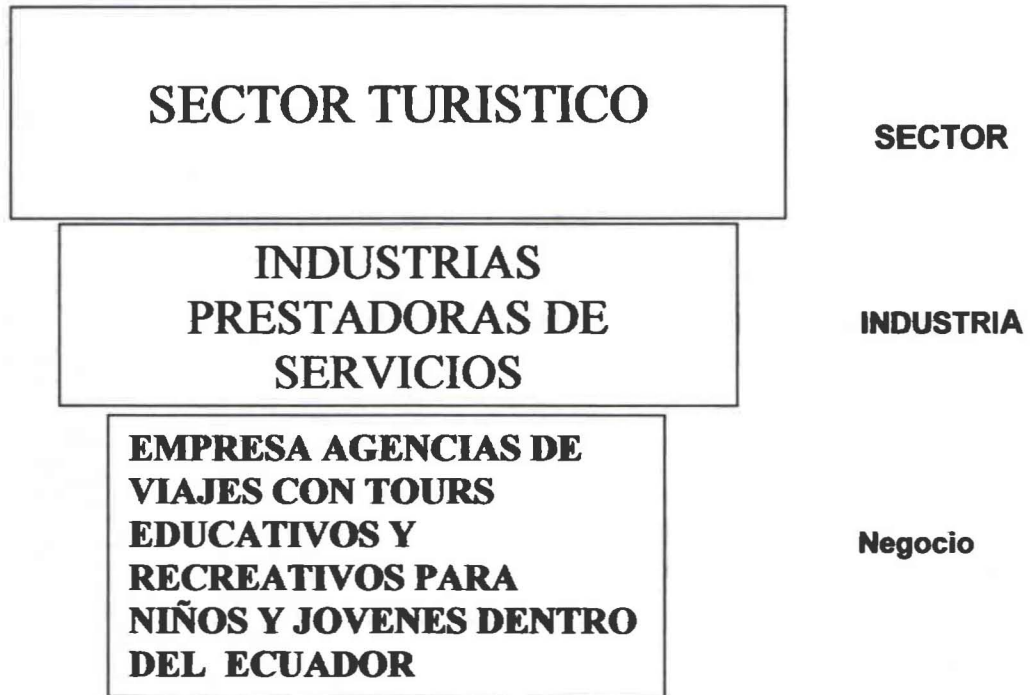 SECTOR TURISTICO
SECTOR
INDUSTRIAS
PRESTADORAS DE
SERVICIOS
INDUSTRIA
EMPRESA AGENCIAS DE
VIAJES CON TOURS
EDUCATIVOS Y
RECREATIVOS PARA
NIÑOS Y JOVENES DENTRO
DEL ECUADOR
Negocio